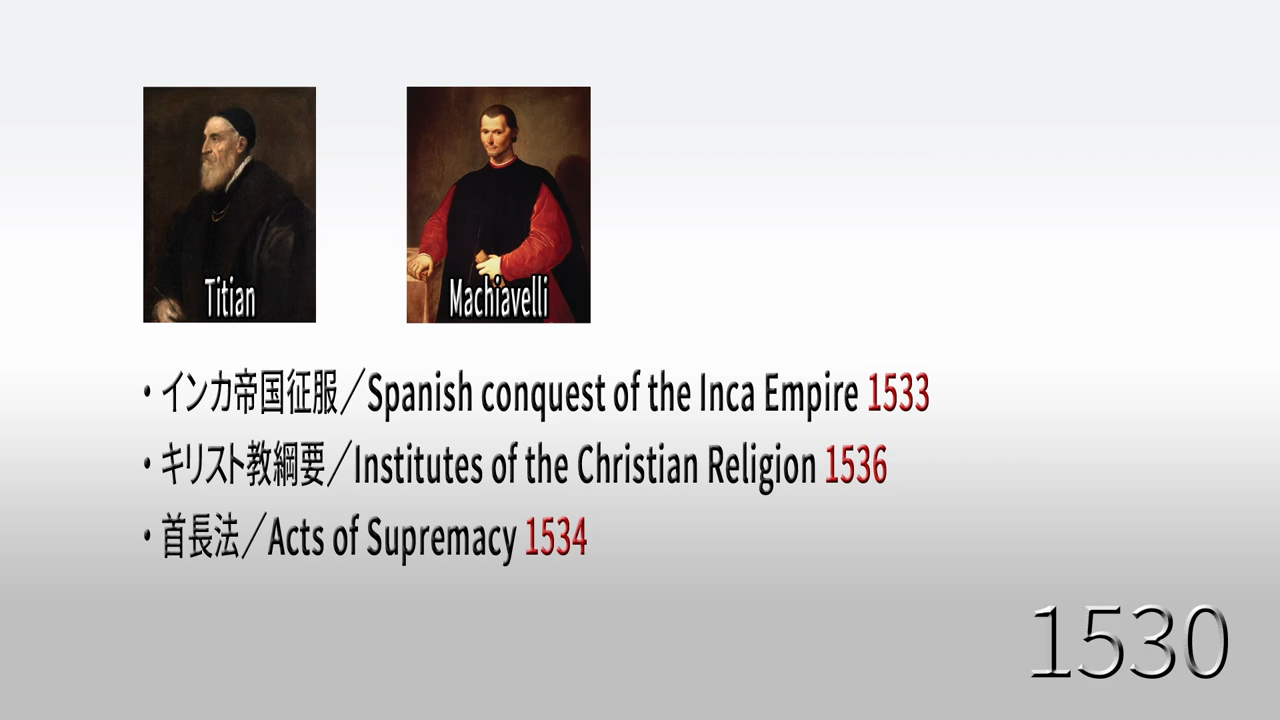 Titian
Machiavelli
・インカ帝国征服／Spanish conquest of the Inca Empire 1533
・キリスト教綱要／Institutes of the Christian Religion 1536
・首長法／Acts of Supremacy 1534
1530